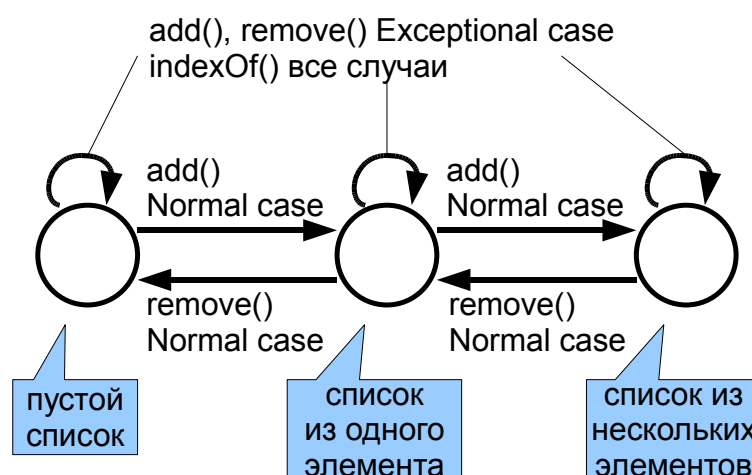 add(), remove() Exceptional case
indexOf() все случаи
add()
Normal case
add()
Normal case
remove()
Normal case
remove()
Normal case
пустой
список
список
из одного
элемента
список из
нескольких
элементов